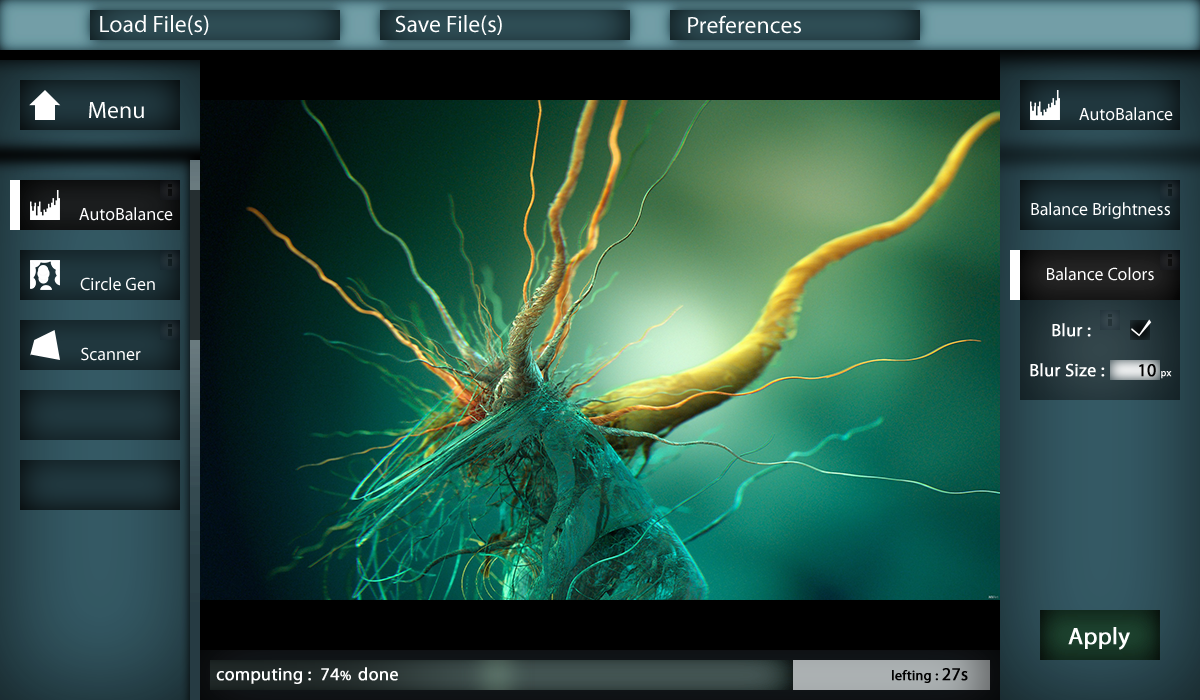 Load File(s)
Save File(s)
Preferences
Menu
AutoBalance
AutoBalance
Circle Gen
Scanner
Balance Brightness
Balance Colors
Blur :
Blur Size : 10 px
Apply
computing : 74% done
lefting : 27s